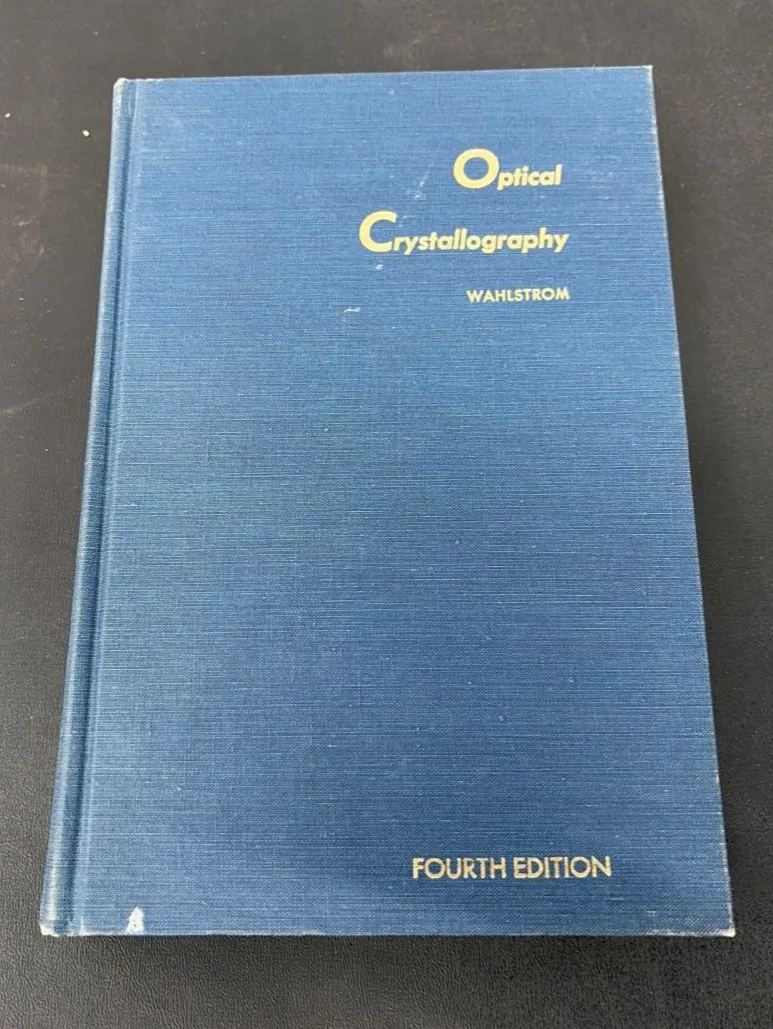 Optical
Crystallography
WAHLSTROM
FOURTH EDITION